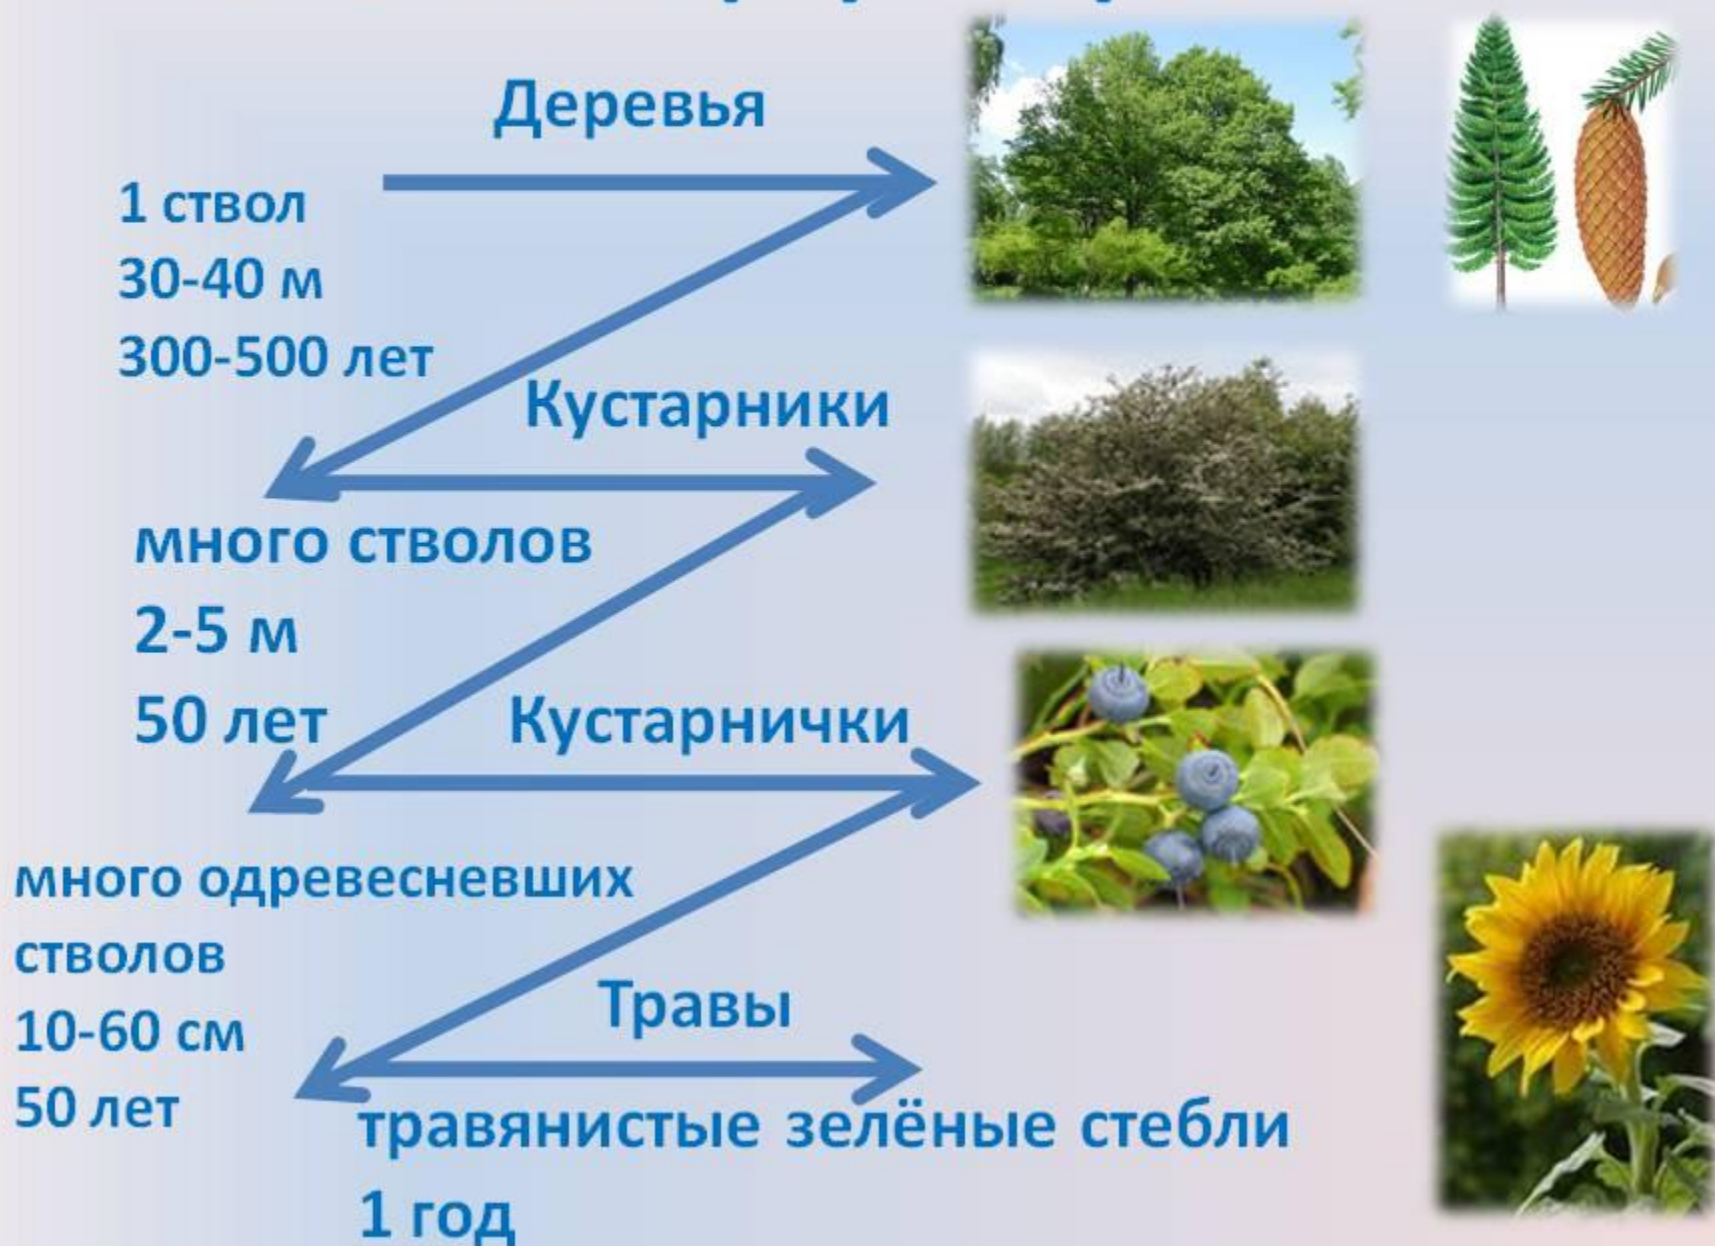 Деревья
1 ствол
30-40 м
300-500 лет
Кустарники
много стволов
2-5 м
50 лет
Кустарнички
много одревесневших
стволов
10-60 см
50 лет
Травы
травянистые зелёные стебли
1 год